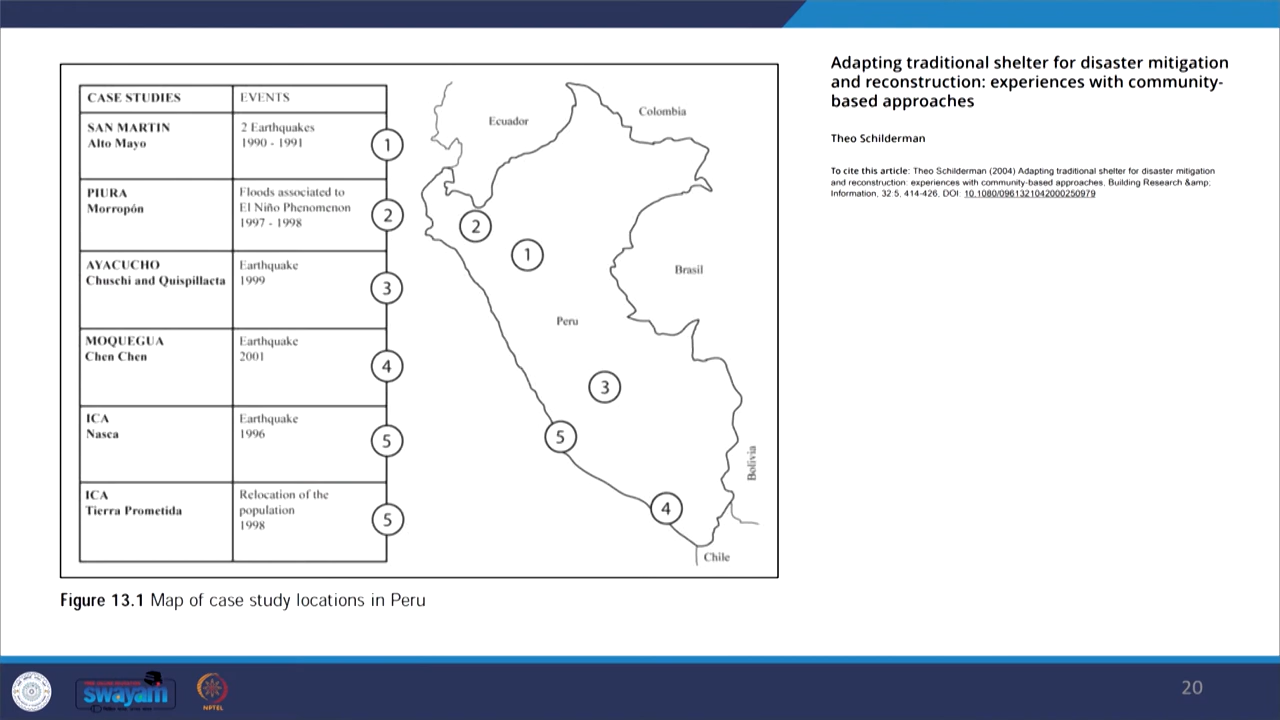 CASE STUDIES EVENTS
SAN MARTIN 2 Earthquakes
Alto Mayo 1990 - 1991 1
PIURA Floods associated to
Morropón El Niño Phenomenon 2
1997 - 1998
AYACUCHO Earthquake
Chuschi and Quispillacta 1999 3
MOQUEGUA Earthquake
Chen Chen 2001 4
ICA Earthquake
Nasca 1996 5
ICA Relocation of the
Tierra Prometida population 5
1998
Ecuador
Colombia
2
1
Brasil
Peru
3
5
Bolivia
4
Chile
Figure 13.1 Map of case study locations in Peru
Adapting traditional shelter for disaster mitigation
and reconstruction: experiences with community-
based approaches
Theo Schilderman
To cite this article: Theo Schilderman (2004) Adapting traditional shelter for disaster mitigation
and reconstruction: experiences with community-based approaches, Building Research &amp;
Information, 32:5, 414-426, DOI: 10.1080/0961321042000250979
swayam
NPTEL
20